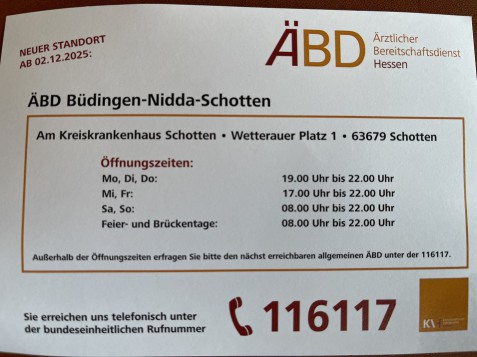 NEUER STANDORT
AB 02.12.2025:
ÄBD Ärztlicher
Bereitschaftsdienst
Hessen
ÄBD Büdingen-Nidda-Schotten
Am Kreiskrankenhaus Schotten • Wetterauer Platz 1 • 63679 Schotten
Öffnungszeiten:
Mo, Di, Do: 19.00 Uhr bis 22.00 Uhr
Mi, Fr: 17.00 Uhr bis 22.00 Uhr
Sa, So: 08.00 Uhr bis 22.00 Uhr
Feier- und Brückentage: 08.00 Uhr bis 22.00 Uhr
Außerhalb der Öffnungszeiten erfragen Sie bitte den nächst erreichbaren allgemeinen ÄBD unter der 116117.
Sie erreichen uns telefonisch unter
der bundeseinheitlichen Rufnummer
116117
KV